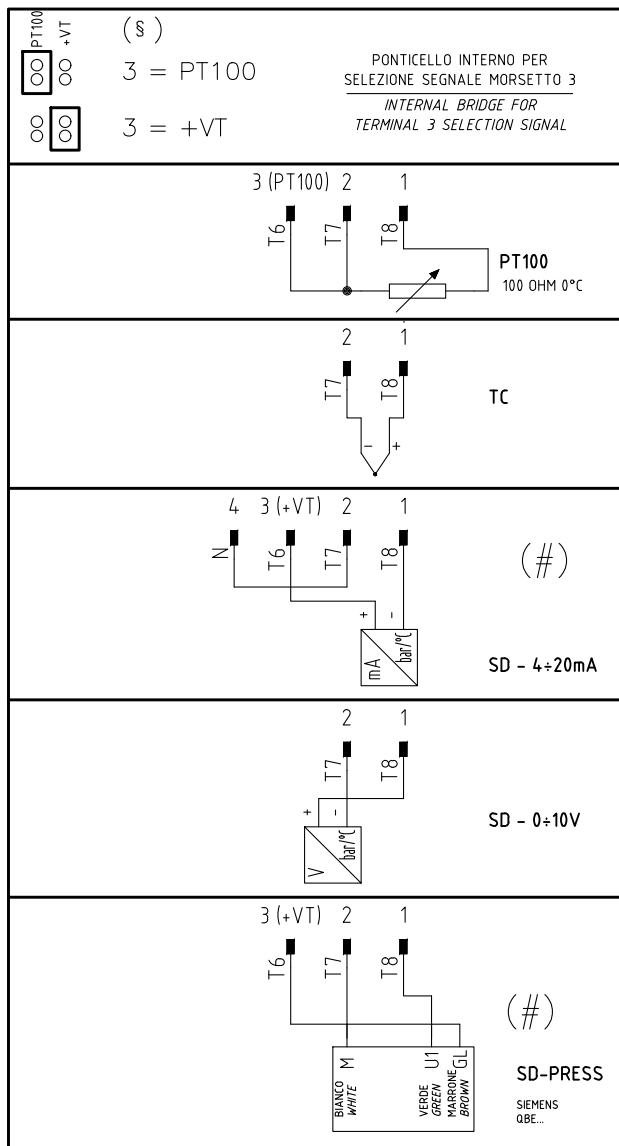 PT100
+VT
(§)
3 = PT100
3 = +VT
PONTICELLO INTERNO PER
SELEZIONE SEGNALE MORSETTO 3
INTERNAL BRIDGE FOR
TERMINAL 3 SELECTION SIGNAL
3 (PT100) 2 1
T6 T7 T8
PT100
100 OHM 0°C
2 1
T7 T8
TC
- +
4 3 (+VT) 2 1
N T6 T7 T8
(#)
+ -
mA bar/°C
SD - 4÷20mA
2 1
T7 T8
+ -
V bar/°C
SD - 0÷10V
3 (+VT) 2 1
T6 T7 T8
(#)
M U1 GL
BIANCO
WHITE
VERDE
GREEN
MARRONE
BROWN
SD-PRESS
SIEMENS
QBE...